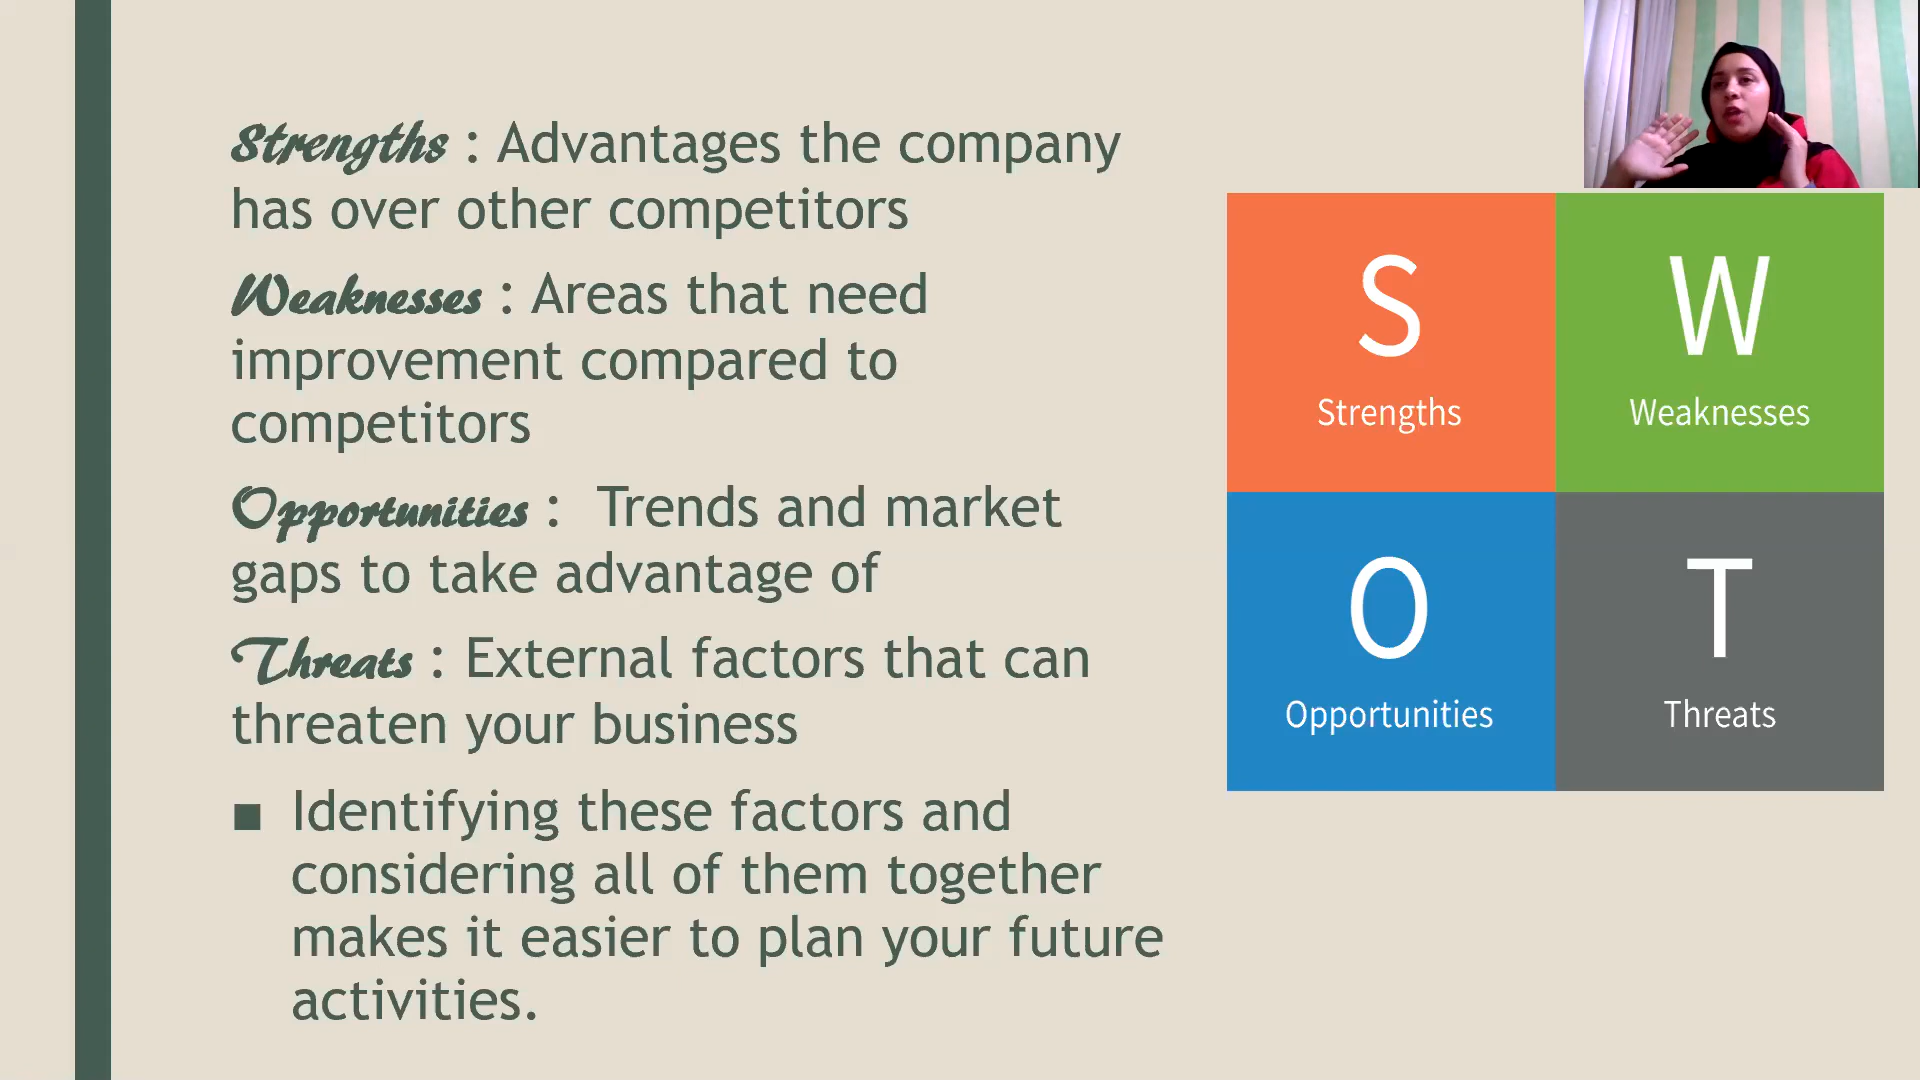 Strengths : Advantages the company
has over other competitors
Weaknesses : Areas that need
improvement compared to
competitors
Opportunities : Trends and market
gaps to take advantage of
Threats : External factors that can
threaten your business
■ Identifying these factors and
considering all of them together
makes it easier to plan your future
activities.
S
Strengths
W
Weaknesses
O
Opportunities
T
Threats